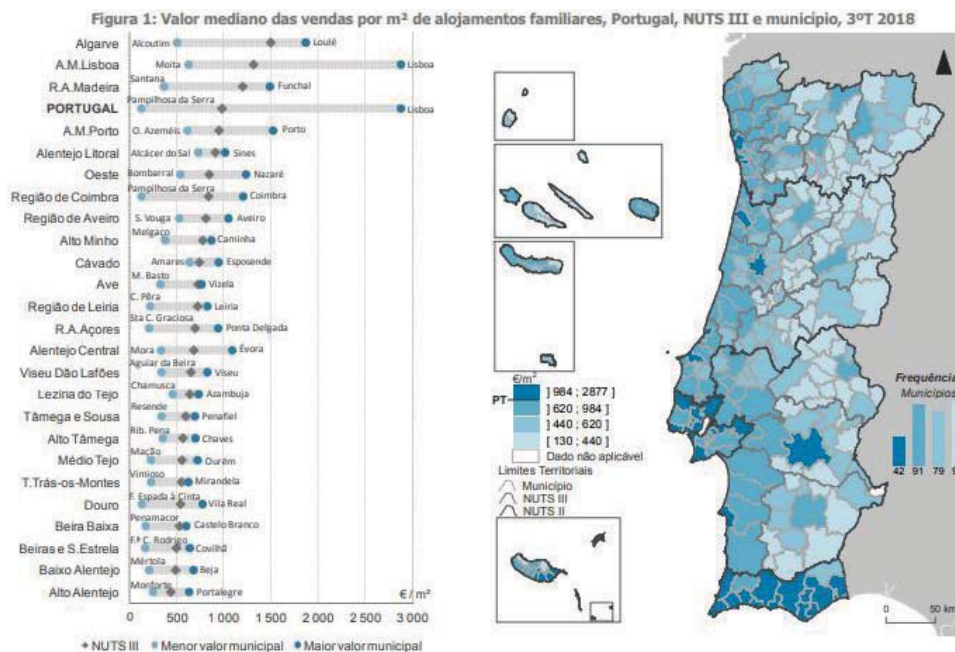 Figura 1: Valor mediano das vendas por m² de alojamentos familiares, Portugal, NUTS III e município, 3ºT 2018
Algarve Alcoutim Loulé
A.M.Lisboa Moita Lisboa
R.A.Madeira Santana Funchal
PORTUGAL Pampilhosa da Serra Lisboa
A.M.Porto O. Azeméis Porto
Alentejo Litoral Alcácer do Sal Sines
Oeste Bombarral Nazaré
Região de Coimbra Pampilhosa da Serra Coimbra
Região de Aveiro S. Vouga Aveiro
Alto Minho Melgaço Caminha
Cávado Amares Esposende
Ave M. Basto Vizela
Região de Leiria C. Pêra Leiria
R.A.Açores Sta C. Graciosa Ponta Delgada
Alentejo Central Mora Évora
Viseu Dão Lafões Aguiar da Beira Viseu
Lezíria do Tejo Chamusca Azambuja
Tâmega e Sousa Resende Penafiel
Alto Tâmega Rib. Pena Chaves
Médio Tejo Mação Ourém
T.Trás-os-Montes Vimioso Mirandela
Douro F. Espada à Cinta Vila Real
Beira Baixa Penamacor Castelo Branco
Beiras e S.Estrela F.ª C. Rodrigo Covilhã
Baixo Alentejo Mértola Beja
Alto Alentejo Monforte Portalegre
€ / m²
0 500 1 000 1 500 2 000 2 500 3 000
NUTS III Menor valor municipal Maior valor municipal
€/m²
PT
] 984 ; 2877 ]
] 620 ; 984 ]
] 440 ; 620 ]
[ 130 ; 440 ]
Dado não aplicável
Limites Territoriais
Município
NUTS III
NUTS II
Frequência
Municípios
42 91 79 9
0 50 km